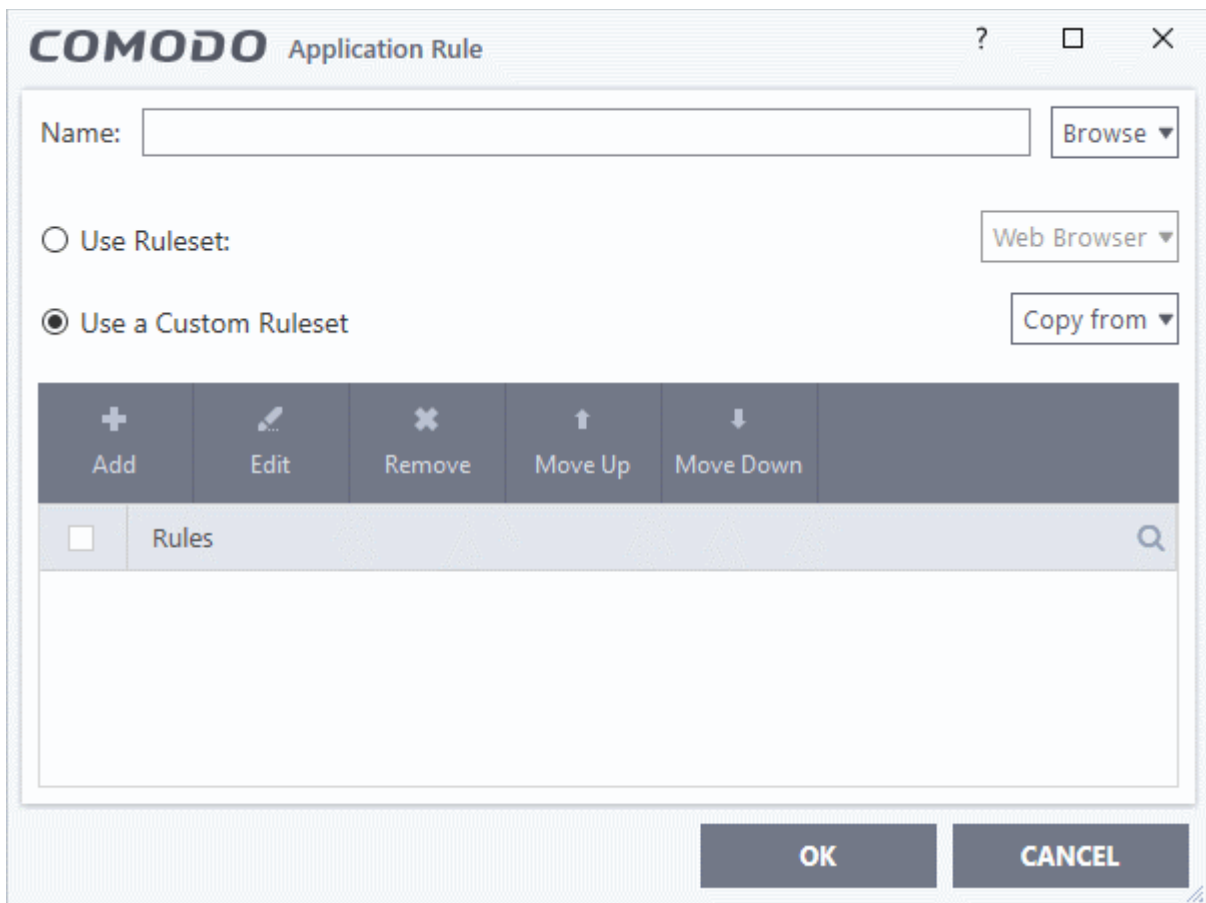 COMODO Application Rule ?
Name: Browse
Use Ruleset: Web Browser
Use a Custom Ruleset Copy from
Add Edit Remove Move Up Move Down
Rules
OK CANCEL